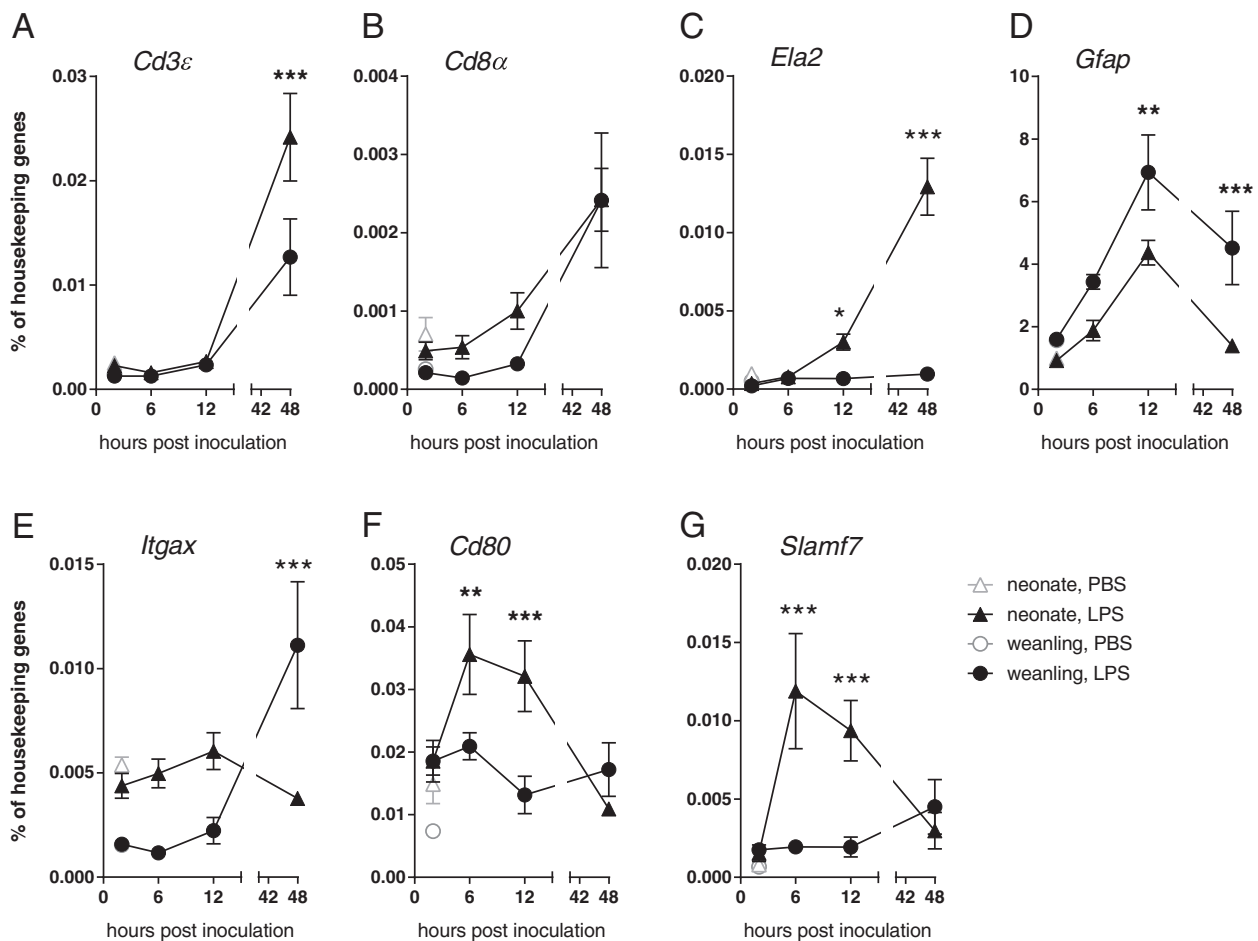 A
B
C
D
Cd3ε
Cd8α
Ela2
Gfap
% of housekeeping genes
0.03
0.02
0.01
0.00
***
0 6 12 42 48
hours post inoculation
0.004
0.003
0.002
0.001
0.000
0 6 12 42 48
hours post inoculation
0.020
0.015
0.010
0.005
0.000
*
***
0 6 12 42 48
hours post inoculation
10
8
6
4
2
0
**
***
0 6 12 42 48
hours post inoculation
E
F
G
Itgax
Cd80
Slamf7
% of housekeeping genes
0.015
0.010
0.005
0.000
***
0 6 12 42 48
hours post inoculation
0.05
0.04
0.03
0.02
0.01
0.00
**
***
0 6 12 42 48
hours post inoculation
0.020
0.015
0.010
0.005
0.000
***
***
0 6 12 42 48
hours post inoculation
neonate, PBS
neonate, LPS
weanling, PBS
weanling, LPS